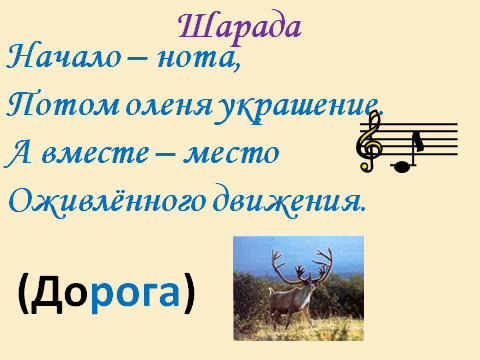 Шарада
Начало – нота,
Потом оленя украшение.
А вместе – место
Оживлённого движения.
(Дорога)